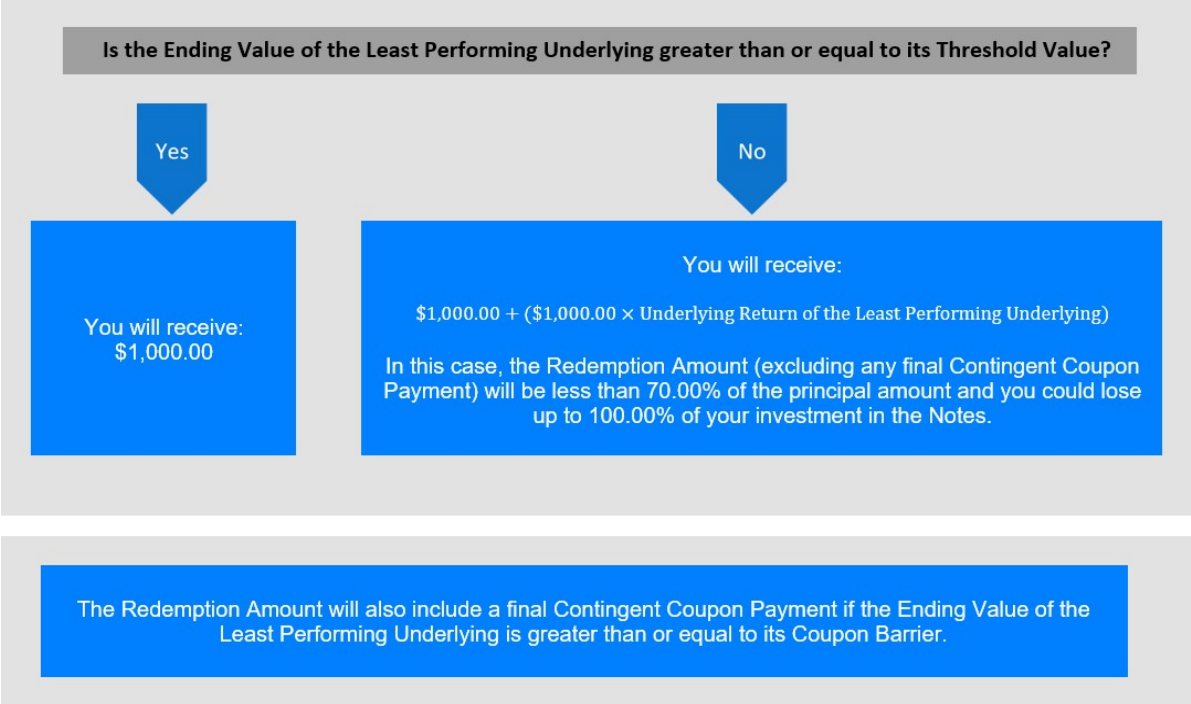 Is the Ending Value of the Least Performing Underlying greater than or equal to its Threshold Value?
Yes
No
You will receive:
$1,000.00
You will receive:
$1,000.00 + ($1,000.00 × Underlying Return of the Least Performing Underlying)
In this case, the Redemption Amount (excluding any final Contingent Coupon
Payment) will be less than 70.00% of the principal amount and you could lose
up to 100.00% of your investment in the Notes.
The Redemption Amount will also include a final Contingent Coupon Payment if the Ending Value of the
Least Performing Underlying is greater than or equal to its Coupon Barrier.